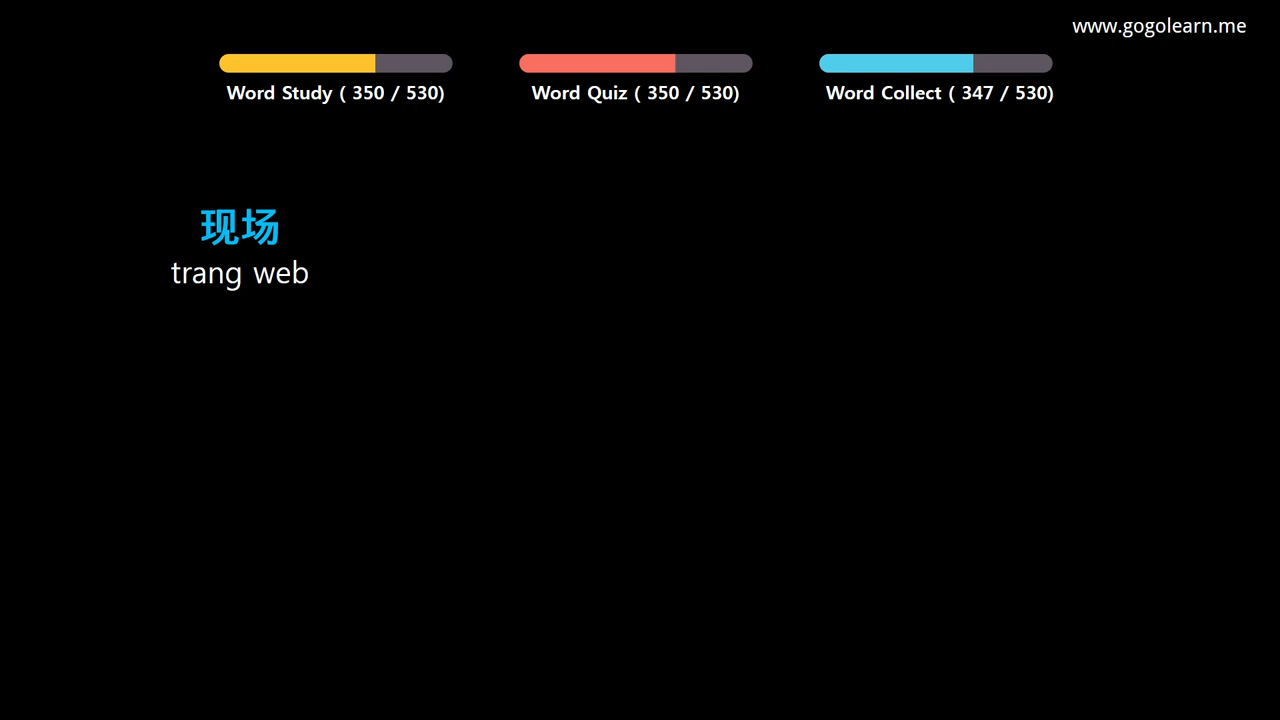 www.gogolearn.me
Word Study ( 350 / 530)
Word Quiz ( 350 / 530)
Word Collect ( 347 / 530)
现场
trang web